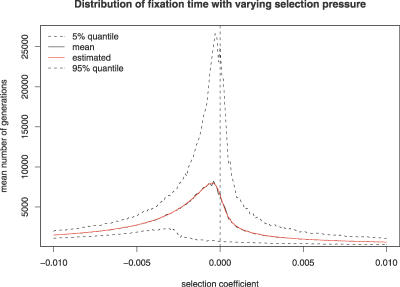 Distribution of fixation time with varying selection pressure
5% quantile
mean
estimated
95% quantile
mean number of generations
25000
20000
15000
10000
5000
−0.010 −0.005 0.000 0.005 0.010
selection coefficient